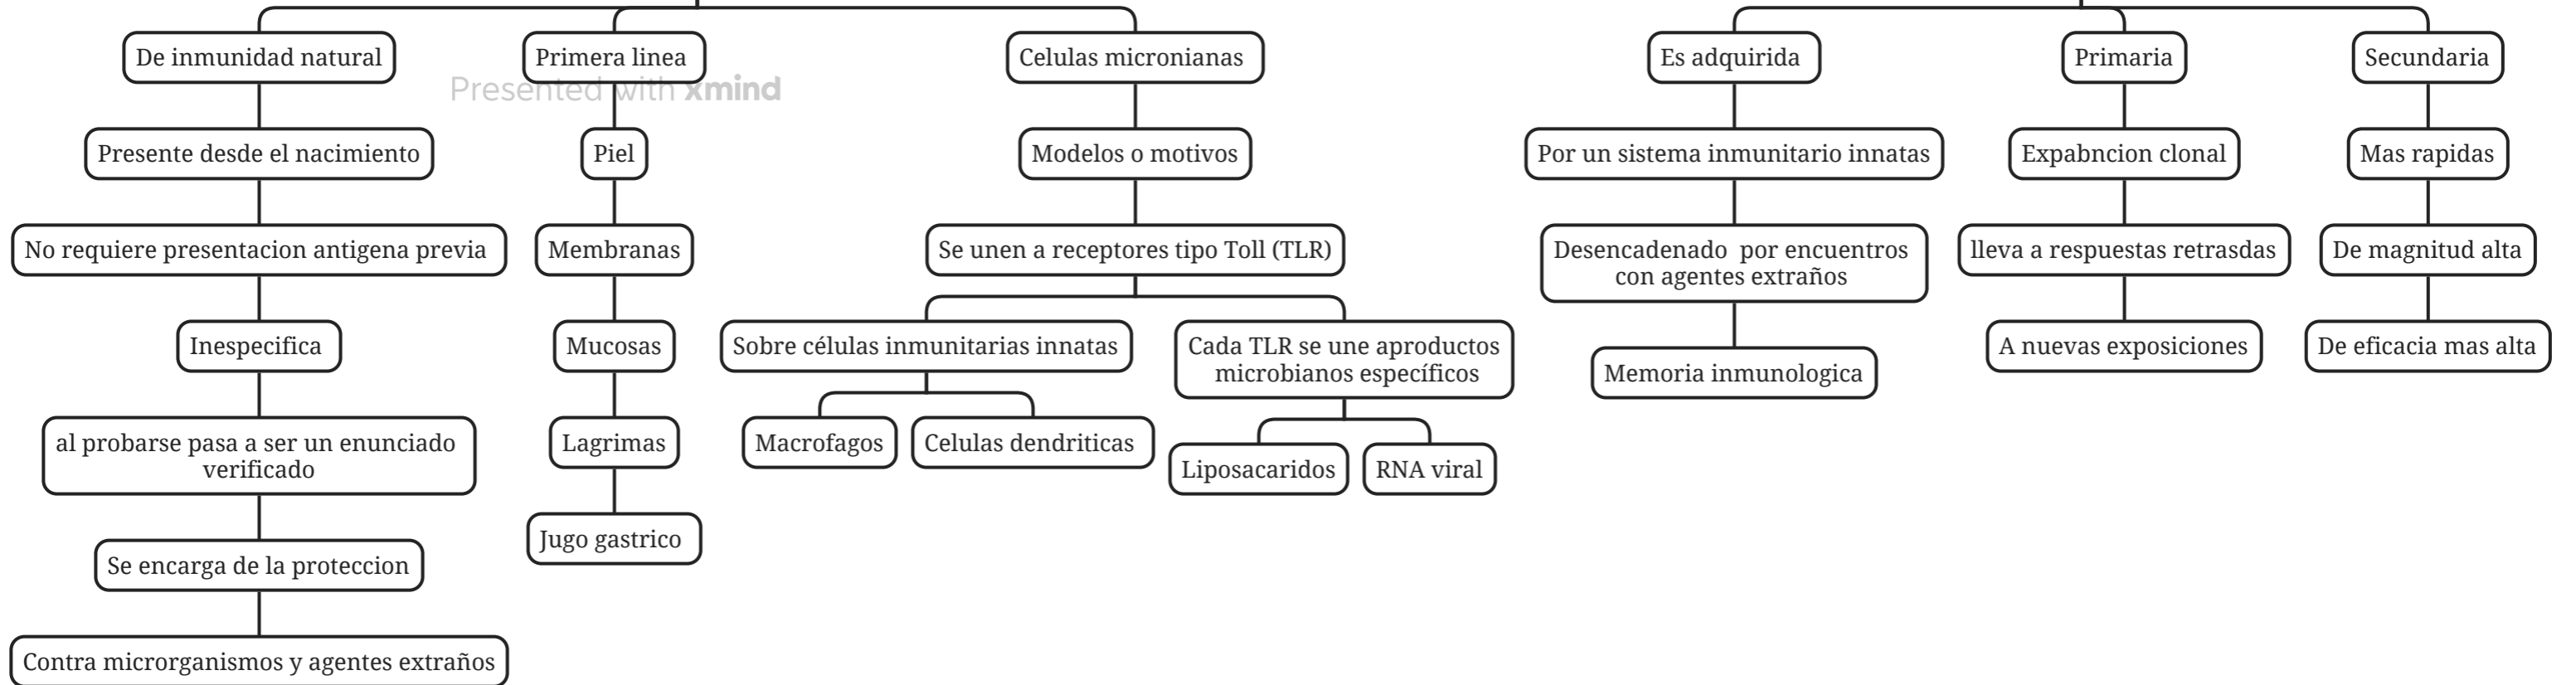 De inmunidad natural
Primera linea
Celulas micronianas
Es adquirida
Primaria
Secundaria
Presented with xmind
Presente desde el nacimiento
Piel
Modelos o motivos
Por un sistema inmunitario innatas
Expabncion clonal
Mas rapidas
No requiere presentacion antigena previa
Membranas
Se unen a receptores tipo Toll (TLR)
Desencadenado por encuentros
con agentes extraños
lleva a respuestas retrasdas
De magnitud alta
Inespecifica
Mucosas
Sobre células inmunitarias innatas
Cada TLR se une aproductos
microbianos específicos
Memoria inmunologica
A nuevas exposiciones
De eficacia mas alta
al probarse pasa a ser un enunciado
verificado
Lagrimas
Macrofagos
Celulas dendriticas
Liposacaridos
RNA viral
Jugo gastrico
Se encarga de la proteccion
Contra microrganismos y agentes extraños